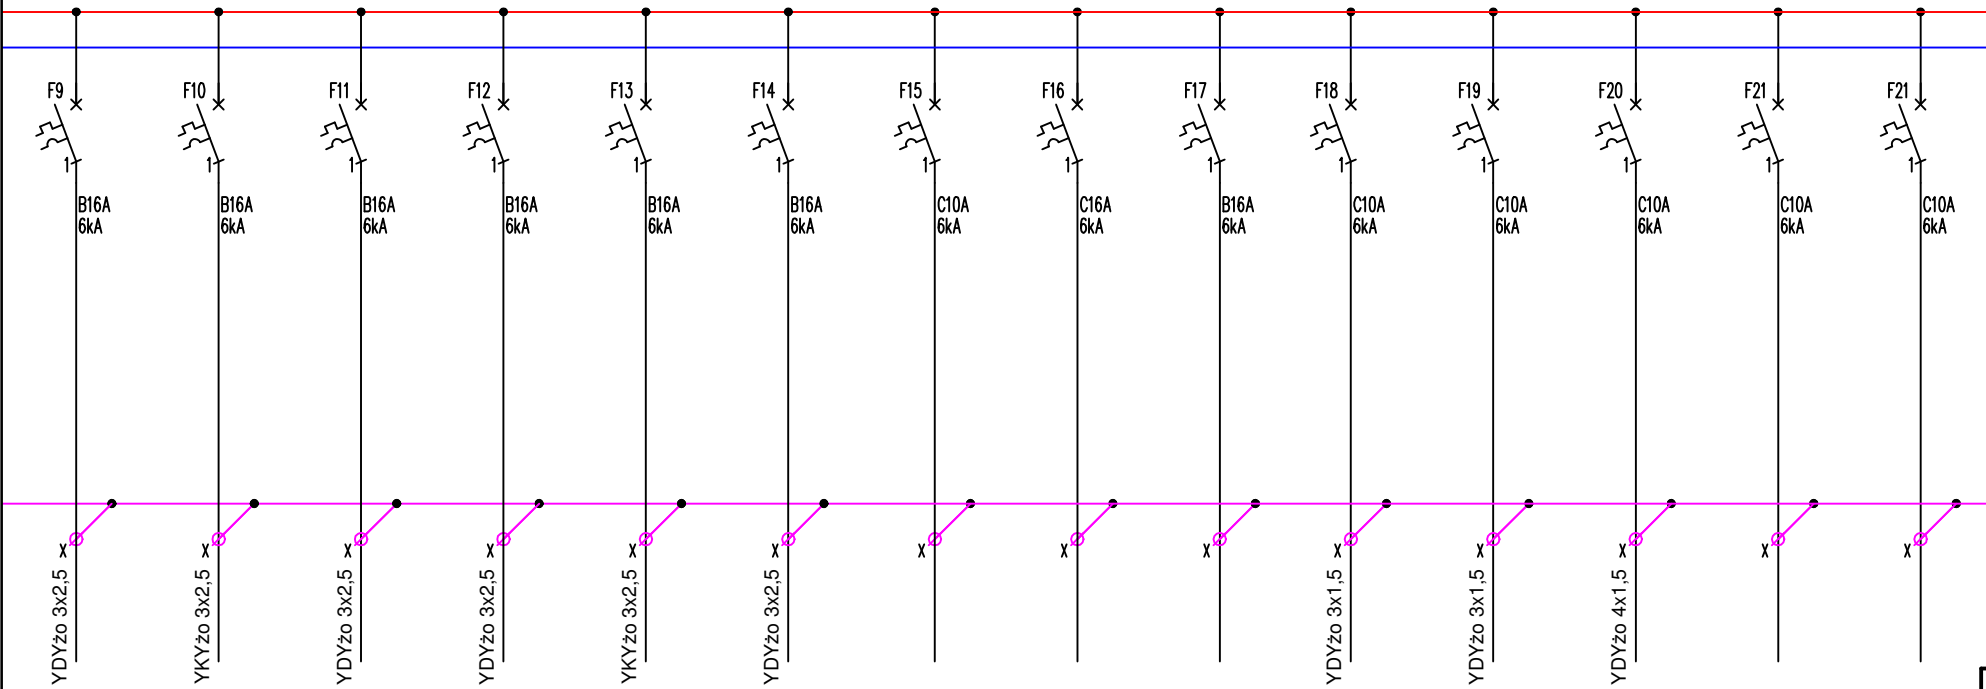 F9 F10 F11 F12 F13 F14 F15 F16 F17 F18 F19 F20 F21 F21
1 1 1 1 1 1 1 1 1 1 1 1 1 1
B16A B16A B16A B16A B16A B16A C10A C16A B16A C10A C10A C10A C10A C10A
6kA 6kA 6kA 6kA 6kA 6kA 6kA 6kA 6kA 6kA 6kA 6kA 6kA 6kA
X X X X X X X X X X X X X X
YDYżo 3x2,5
YKYżo 3x2,5
YDYżo 3x2,5
YDYżo 3x2,5
YKYżo 3x2,5
YDYżo 3x2,5
YDYżo 3x1,5
YDYżo 3x1,5
YDYżo 4x1,5